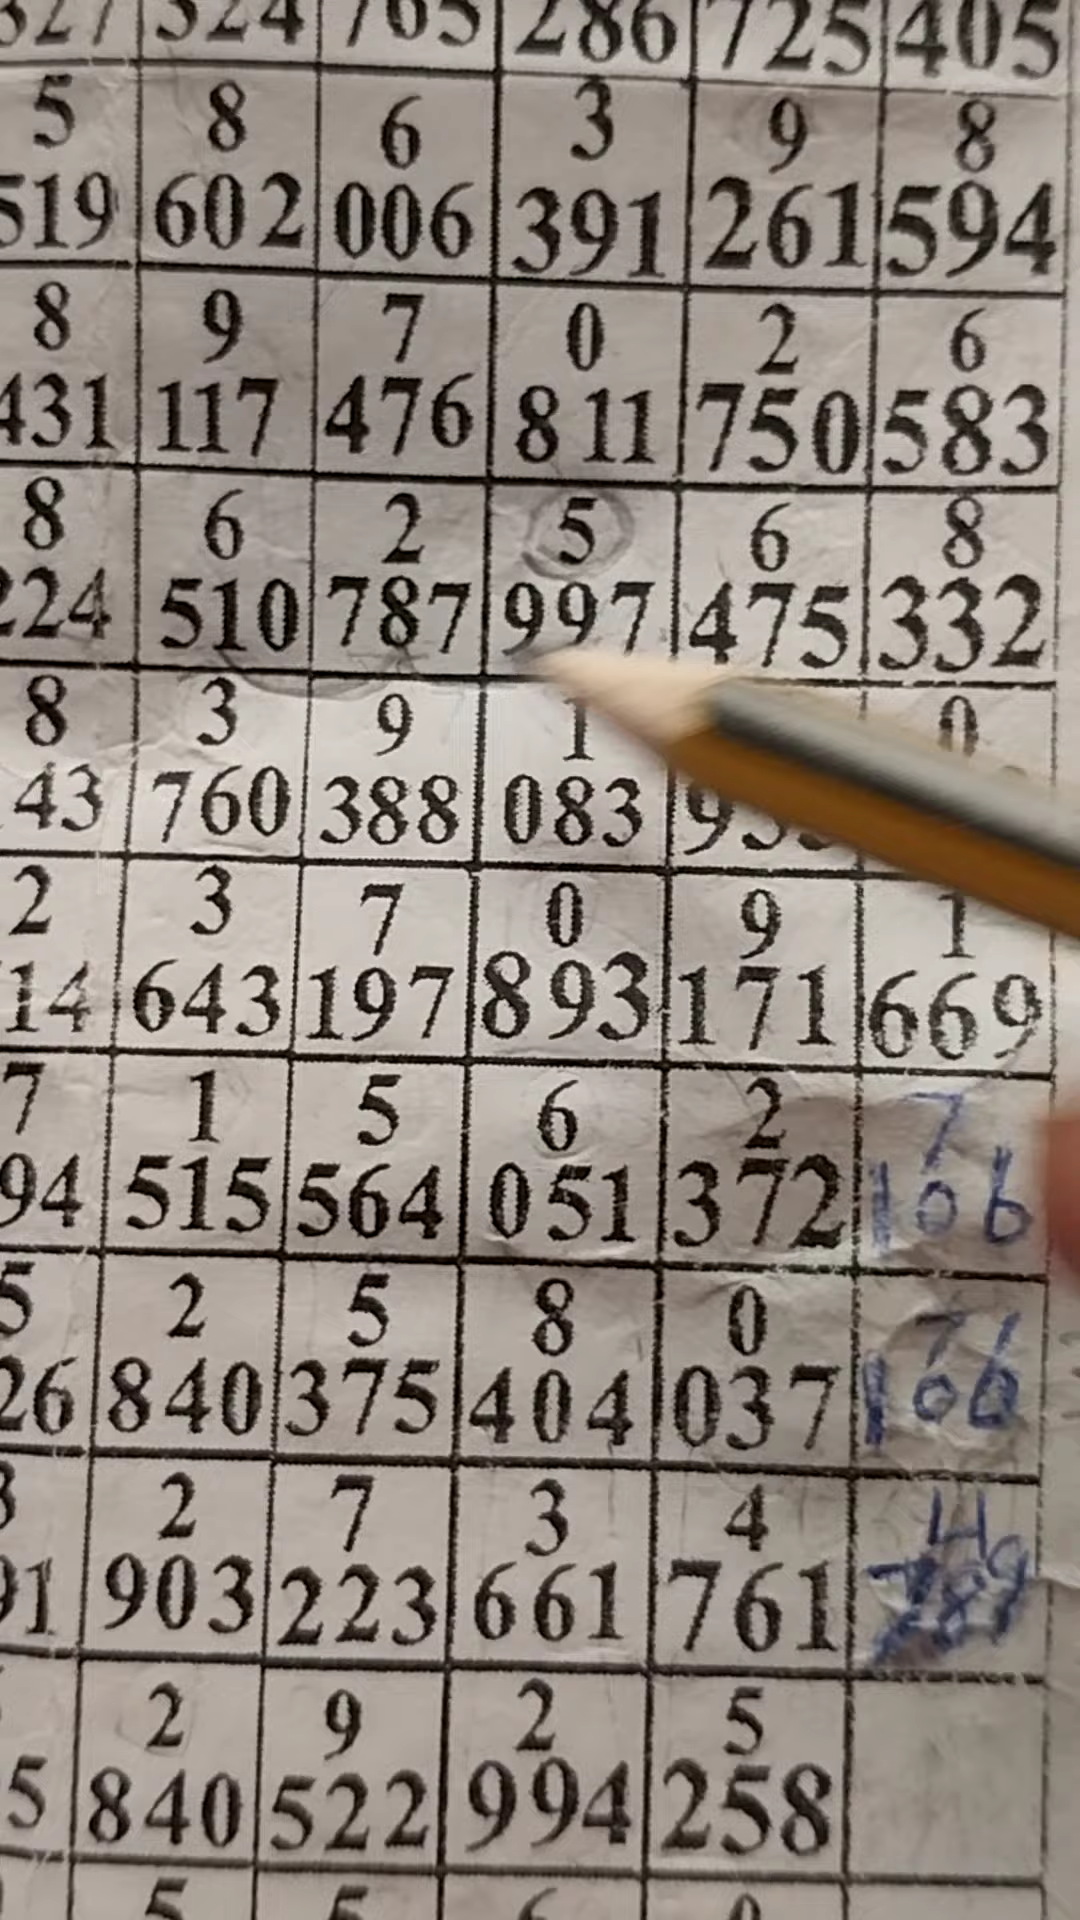 327 324 765 286 725 405
5 8 6 3 9 8
519 602 006 391 261 594
8 9 7 0 2 6
431 117 476 811 750 583
8 6 2 5 6 8
224 510 787 997 475 332
8 3 9 1 0
43 760 388 083
2 3 7 0 9 1
14 643 197 893 171 669
7 1 5 6 2 7
94 515 564 051 372 106
5 2 5 8 0
26 840 375 404 037
2 7 3 4
91 903 223 661 761
2 9 2 5
5 840 522 994 258